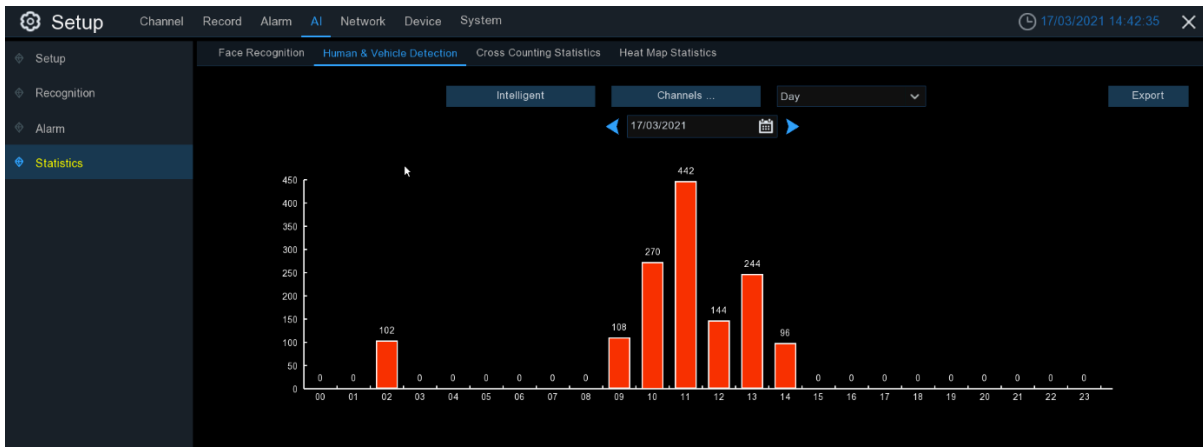 Setup Channel Record Alarm AI Network Device System 17/03/2021 14:42:35
Setup
Recognition
Alarm
Statistics
Face Recognition Human & Vehicle Detection Cross Counting Statistics Heat Map Statistics
Intelligent Channels ... Day Export
17/03/2021
450
400
350
300
250
200
150
100
50
0
0 0 102 0 0 0 0 0 0 108 270 442 144 244 96 0 0 0 0 0 0 0 0 0
00 01 02 03 04 05 06 07 08 09 10 11 12 13 14 15 16 17 18 19 20 21 22 23